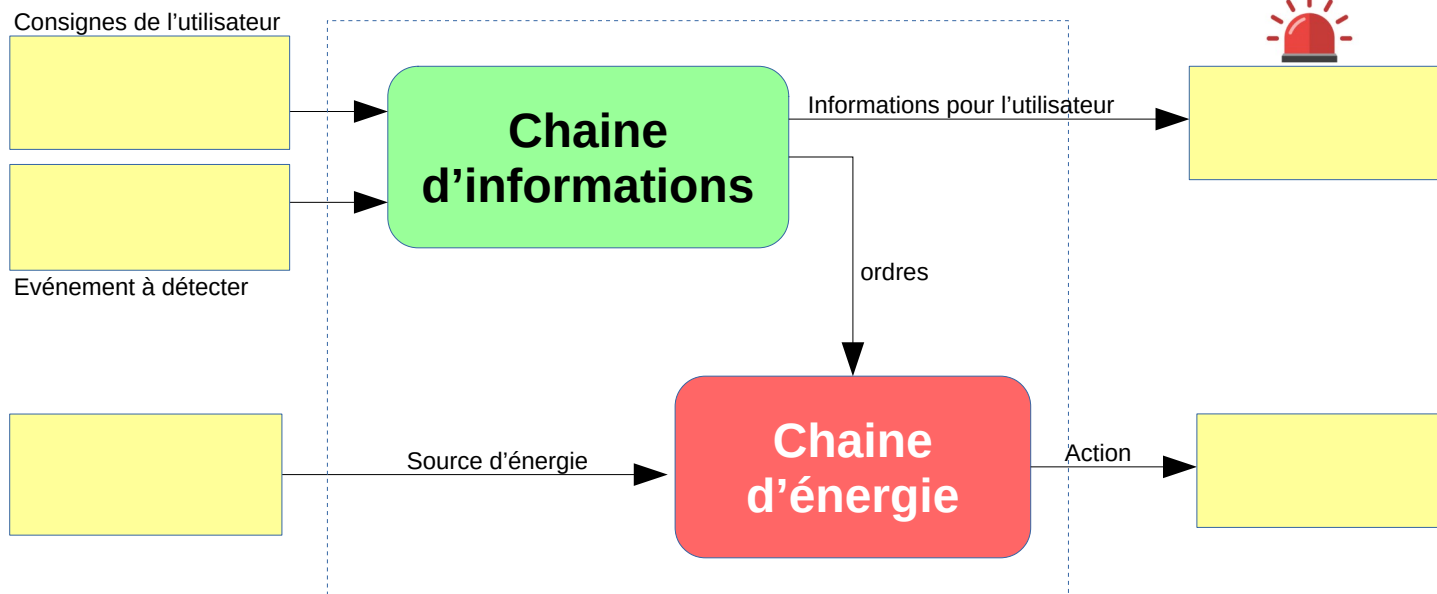 Consignes de l’utilisateur
Chaine
d’informations
Informations pour l’utilisateur
Evénement à détecter
ordres
Source d’énergie
Chaine
d’énergie
Action